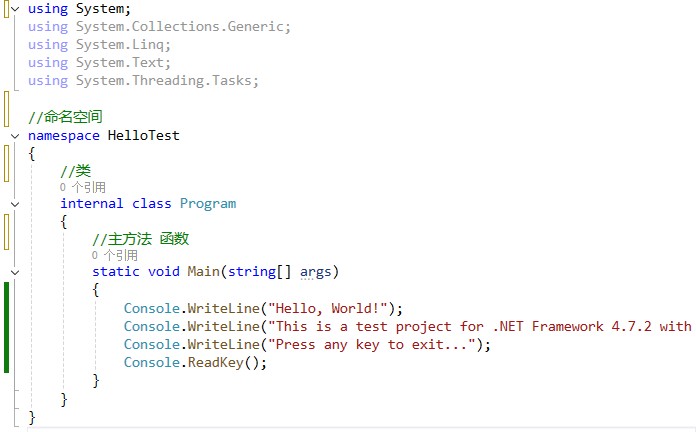 using System;
using System.Collections.Generic;
using System.Linq;
using System.Text;
using System.Threading.Tasks;
//命名空间
namespace HelloTest
{
//类
0 个引用
internal class Program
{
//主方法 函数
0 个引用
static void Main(string[] args)
{
Console.WriteLine("Hello, World!");
Console.WriteLine("This is a test project for .NET Framework 4.7.2 with
Console.WriteLine("Press any key to exit...");
Console.ReadKey();
}
}
}